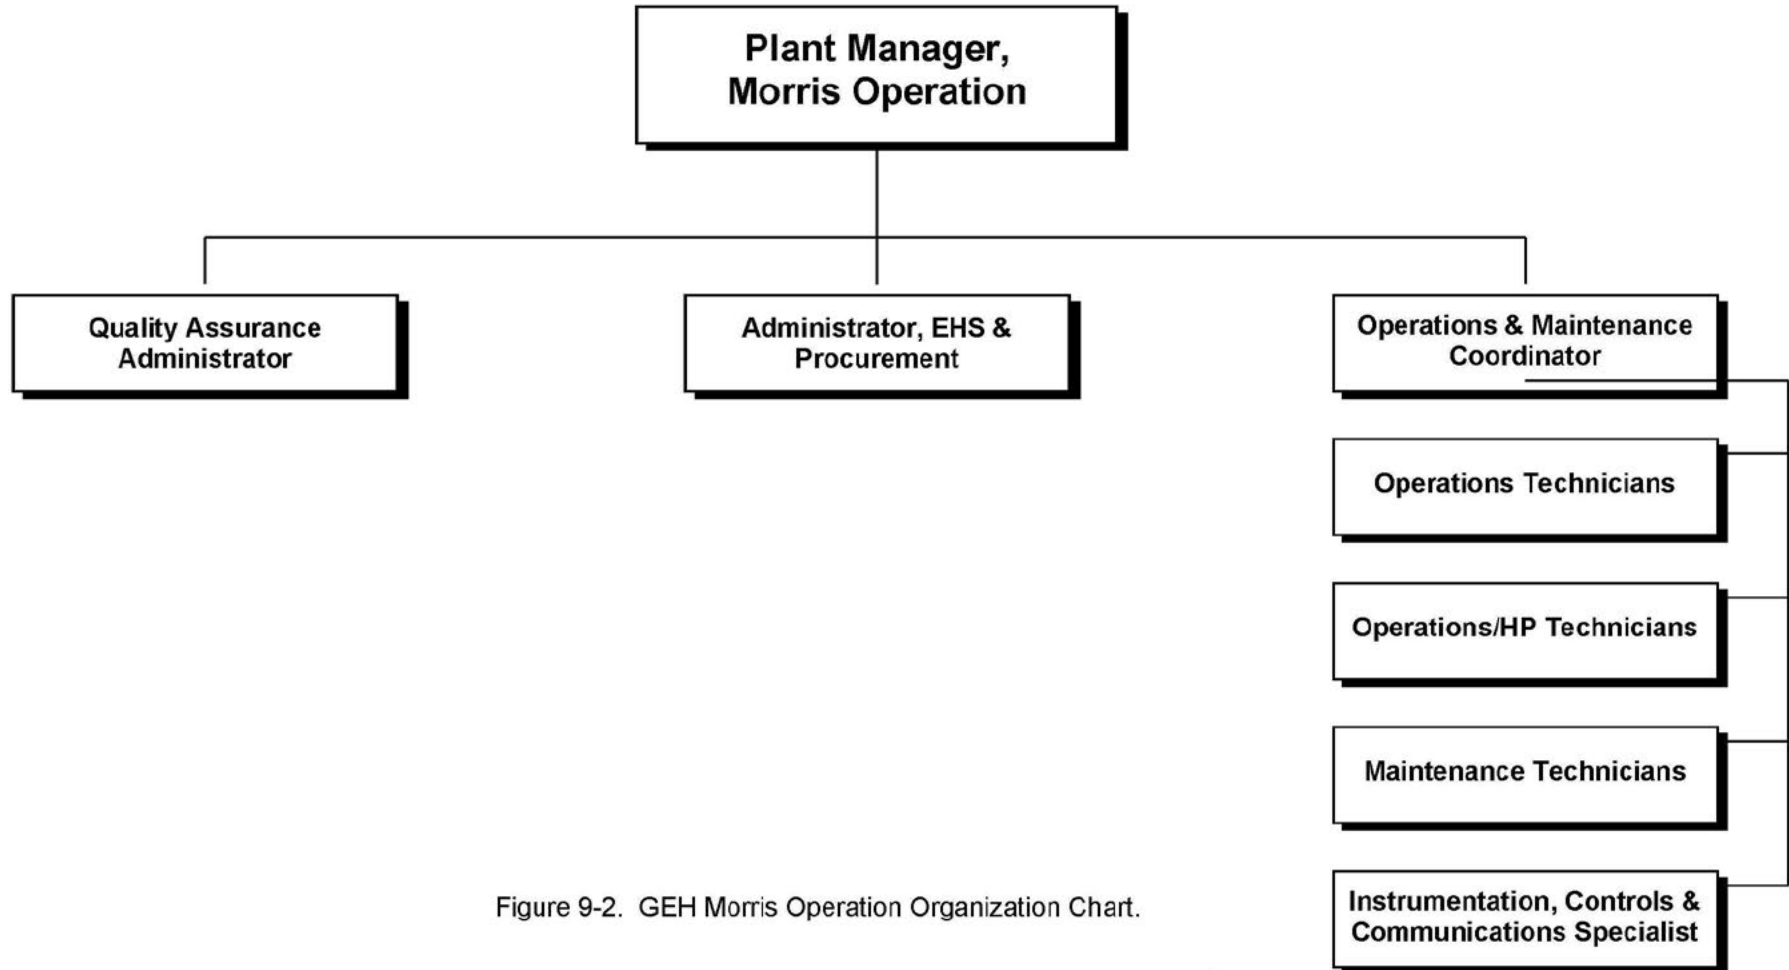 Plant Manager,
Morris Operation
Quality Assurance
Administrator
Administrator, EHS &
Procurement
Operations & Maintenance
Coordinator
Operations Technicians
Operations/HP Technicians
Maintenance Technicians
Instrumentation, Controls &
Communications Specialist
Figure 9-2. GEH Morris Operation Organization Chart.